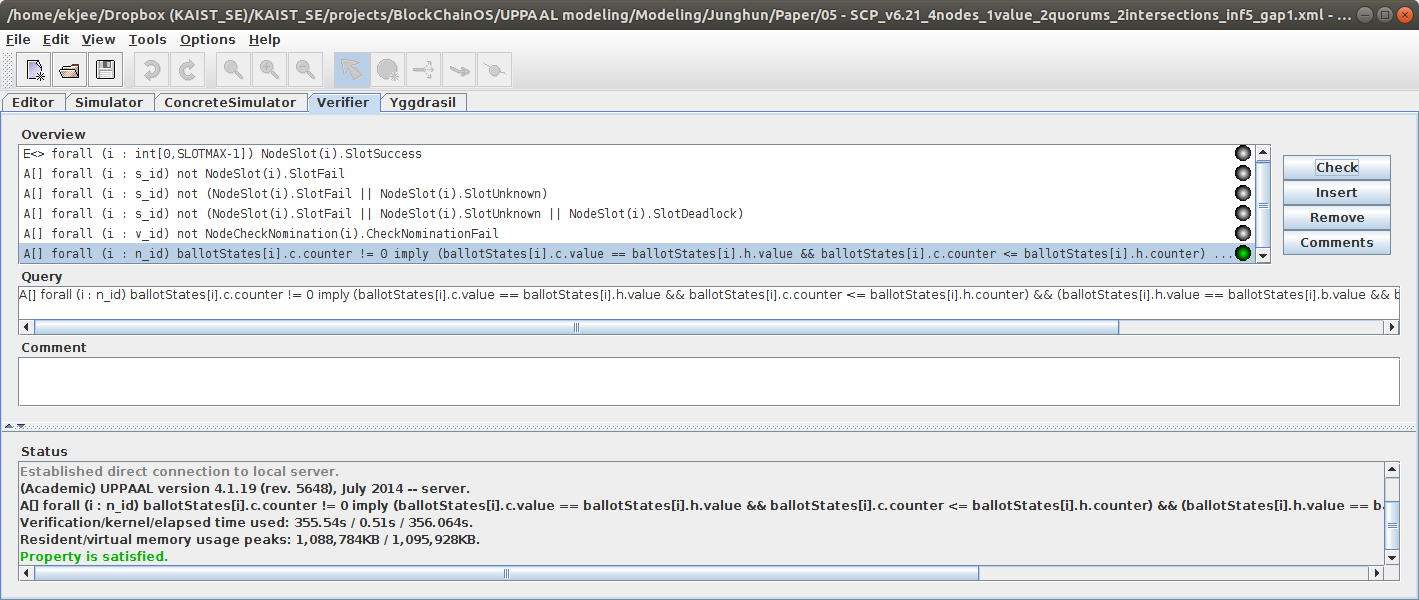 /home/ekjee/Dropbox (KAIST_SE)/KAIST_SE/projects/BlockChainOS/UPPAAL modeling/Modeling/Junghun/Paper/05 - SCP_v6.21_4nodes_1value_2quorums_2intersections_inf5_gap1.xml - ...
File Edit View Tools Options Help
Editor Simulator ConcreteSimulator Verifier Yggdrasil
Overview
E<> forall (i : int[0,SLOTMAX-1]) NodeSlot(i).SlotSuccess
A[] forall (i : s_id) not NodeSlot(i).SlotFail
A[] forall (i : s_id) not (NodeSlot(i).SlotFail || NodeSlot(i).SlotUnknown)
A[] forall (i : s_id) not (NodeSlot(i).SlotFail || NodeSlot(i).SlotUnknown || NodeSlot(i).SlotDeadlock)
A[] forall (i : v_id) not NodeCheckNomination(i).CheckNominationFail
A[] forall (i : n_id) ballotStates[i].c.counter != 0 imply (ballotStates[i].c.value == ballotStates[i].h.value && ballotStates[i].c.counter <= ballotStates[i].h.counter) ...
Check
Insert
Remove
Comments
Query
A[] forall (i : n_id) ballotStates[i].c.counter != 0 imply (ballotStates[i].c.value == ballotStates[i].h.value && ballotStates[i].c.counter <= ballotStates[i].h.counter) && (ballotStates[i].h.value == ballotStates[i].b.value && b
Comment
Status
Established direct connection to local server.
(Academic) UPPAAL version 4.1.19 (rev. 5648), July 2014 -- server.
A[] forall (i : n_id) ballotStates[i].c.counter != 0 imply (ballotStates[i].c.value == ballotStates[i].h.value && ballotStates[i].c.counter <= ballotStates[i].h.counter) && (ballotStates[i].h.value == b
Verification/kernel/elapsed time used: 355.54s / 0.51s / 356.064s.
Resident/virtual memory usage peaks: 1,088,784KB / 1,095,928KB.
Property is satisfied.